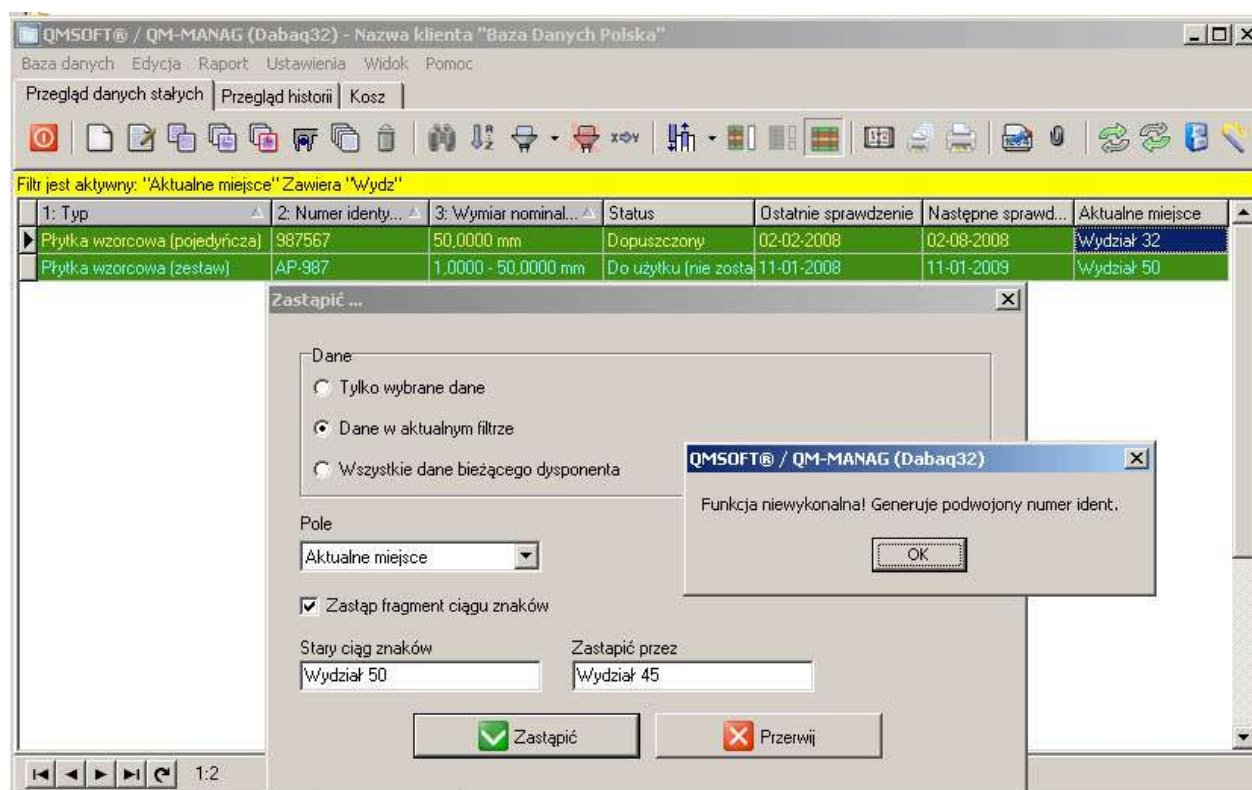 QMSOFT® / QM-MANAG (Dabaq32) - Nazwa klienta "Baza Danych Polska"
Baza danych Edycja Raport Ustawienia Widok Pomoc
Przegląd danych stałych Przegląd historii Kosz
Filtr jest aktywny: "Aktualne miejsce" Zawiera "Wydz"
1: Typ 2: Numer identy... 3: Wymiar nominal... Status Ostatnie sprawdzenie Następne sprawd... Aktualne miejsce
Płytka wzorcowa (pojedyńcza) 987567 50,0000 mm Dopuszczony 02-02-2008 02-08-2008 Wydział 32
Płytka wzorcowa (zestaw) AP-987 1,0000 - 50,0000 mm Do użytku (nie zosta 11-01-2008 11-01-2009 Wydział 50
Zastąpić ...
Dane
Tylko wybrane dane
Dane w aktualnym filtrze
Wszystkie dane bieżącego dysponenta
QMSOFT® / QM-MANAG (Dabaq32)
Funkcja niewykonalna! Generuje podwojony numer ident.
OK
Pole
Aktualne miejsce
Zastąp fragment ciągu znaków
Stary ciąg znaków Zastąpić przez
Wydział 50 Wydział 45
Zastąpić Przerwij
1:2